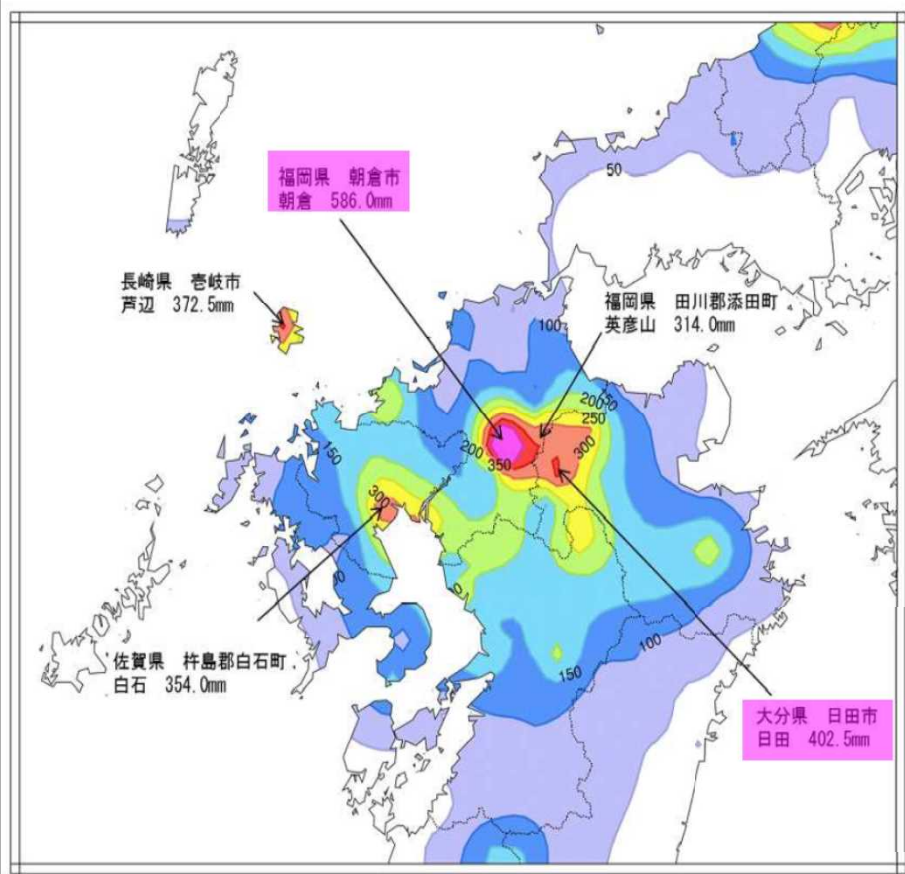 50
福岡県 朝倉市
朝倉 586.0mm
長崎県 壱岐市
芦辺 372.5mm
福岡県 田川郡添田町
英彦山 314.0mm
100
150
200
250
300
200
350
150
300
佐賀県 杵島郡白石町
白石 354.0mm
100
150
大分県 日田市
日田 402.5mm